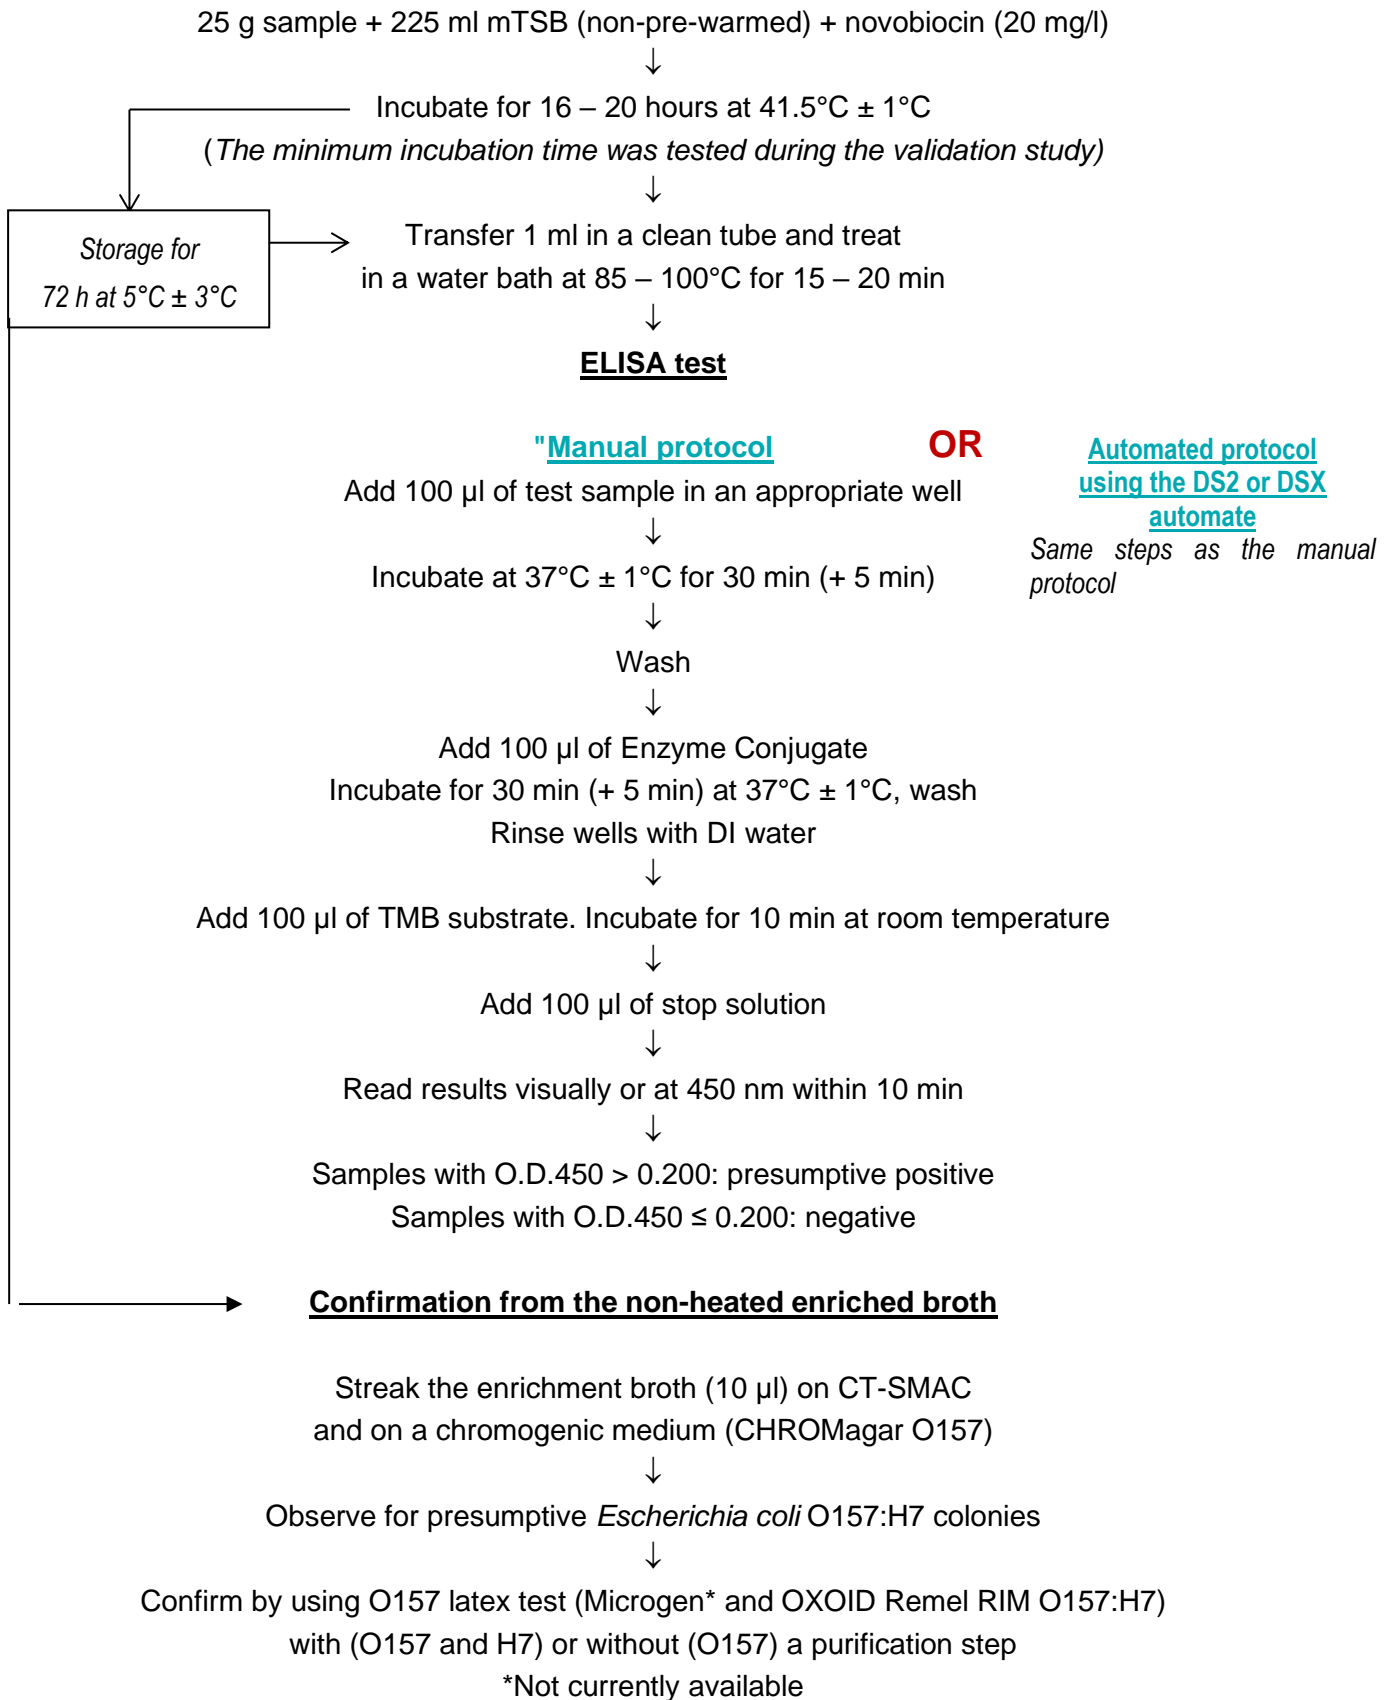 25 g sample + 225 ml mTSB (non-pre-warmed) + novobiocin (20 mg/l)
↓
Incubate for 16 – 20 hours at 41.5°C ± 1°C
(The minimum incubation time was tested during the validation study)
↓
Storage for
72 h at 5°C ± 3°C
Transfer 1 ml in a clean tube and treat
in a water bath at 85 – 100°C for 15 – 20 min
↓
ELISA test
"Manual protocol
OR
Automated protocol
using the DS2 or DSX
automate
Same steps as the manual
protocol
Add 100 µl of test sample in an appropriate well
↓
Incubate at 37°C ± 1°C for 30 min (+ 5 min)
↓
Wash
↓
Add 100 µl of Enzyme Conjugate
Incubate for 30 min (+ 5 min) at 37°C ± 1°C, wash
Rinse wells with DI water
↓
Add 100 µl of TMB substrate. Incubate for 10 min at room temperature
↓
Add 100 µl of stop solution
↓
Read results visually or at 450 nm within 10 min
↓
Samples with O.D.450 > 0.200: presumptive positive
Samples with O.D.450 ≤ 0.200: negative
Confirmation from the non-heated enriched broth
Streak the enrichment broth (10 µl) on CT-SMAC
and on a chromogenic medium (CHROMagar O157)
↓
Observe for presumptive Escherichia coli O157:H7 colonies
↓
Confirm by using O157 latex test (Microgen* and OXOID Remel RIM O157:H7)
with (O157 and H7) or without (O157) a purification step
*Not currently available